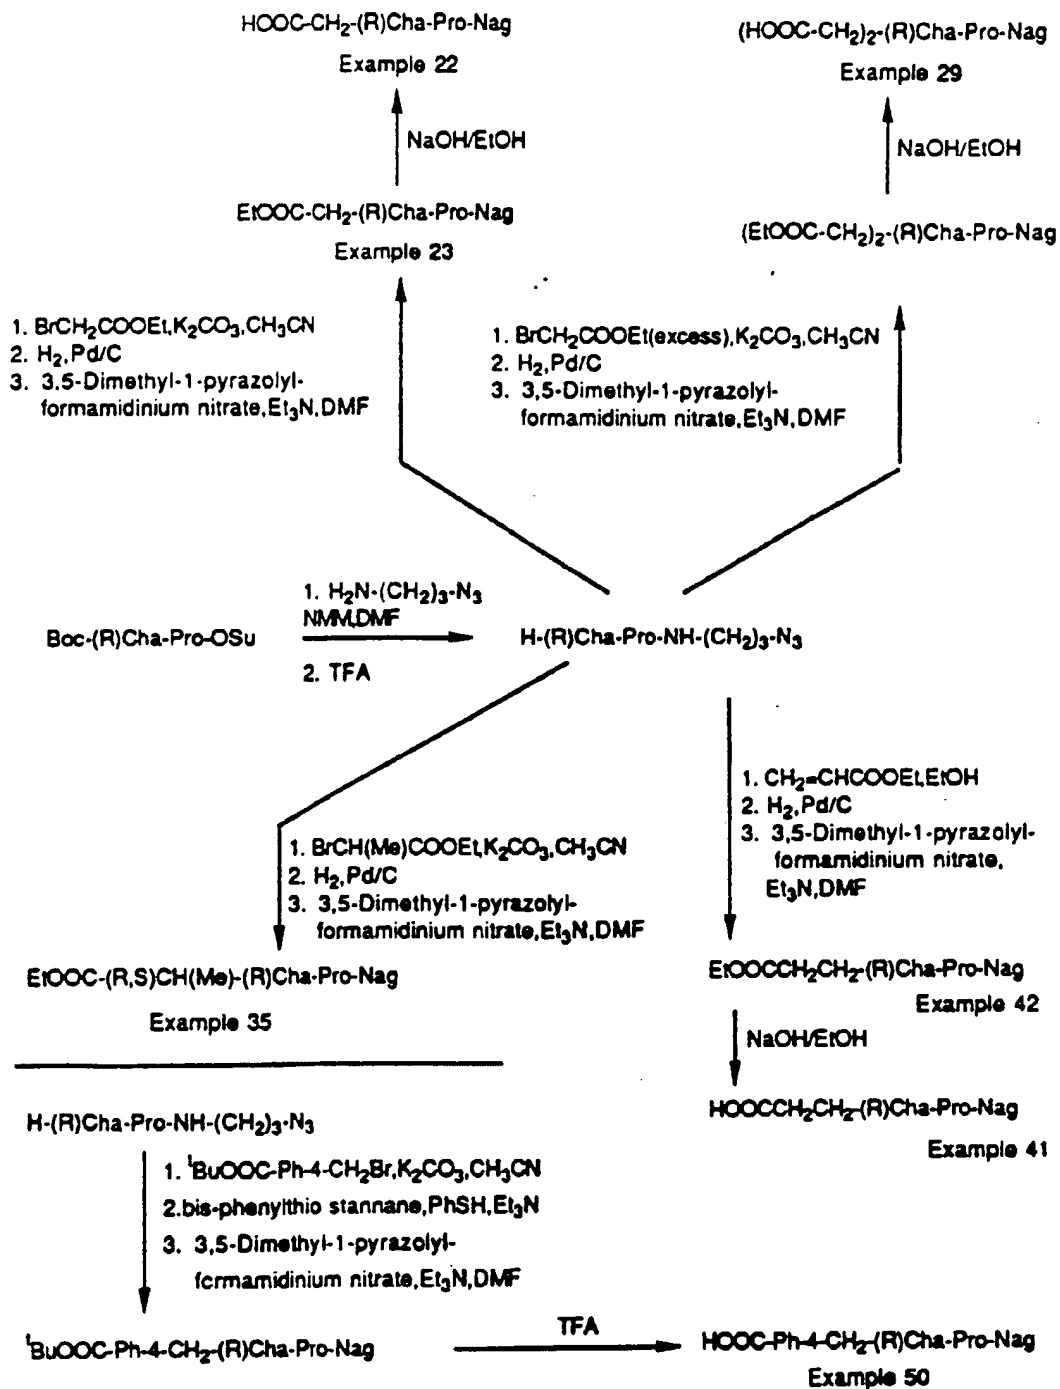 HOOC-CH2-(R)Cha-Pro-Nag
Example 22
(HOOC-CH2)2-(R)Cha-Pro-Nag
Example 29
NaOH/EtOH
NaOH/EtOH
EtOOC-CH2-(R)Cha-Pro-Nag
Example 23
(EtOOC-CH2)2-(R)Cha-Pro-Nag
1. BrCH2COOEt,K2CO3,CH3CN
2. H2,Pd/C
3. 3,5-Dimethyl-1-pyrazolyl-
formamidinium nitrate,Et3N,DMF
1. BrCH2COOEt(excess),K2CO3,CH3CN
2. H2,Pd/C
3. 3,5-Dimethyl-1-pyrazolyl-
formamidinium nitrate,Et3N,DMF
Boc-(R)Cha-Pro-OSu
1. H2N-(CH2)3-N3
NMM,DMF
2. TFA
H-(R)Cha-Pro-NH-(CH2)3-N3
1. BrCH(Me)COOEt,K2CO3,CH3CN
2. H2,Pd/C
3. 3,5-Dimethyl-1-pyrazolyl-
formamidinium nitrate,Et3N,DMF
1. CH2=CHCOOEt,EtOH
2. H2,Pd/C
3. 3,5-Dimethyl-1-pyrazolyl-
formamidinium nitrate,
Et3N,DMF
EtOOC-(R,S)CH(Me)-(R)Cha-Pro-Nag
Example 35
EtOOCCH2CH2-(R)Cha-Pro-Nag
Example 42
NaOH/EtOH
HOOCCH2CH2-(R)Cha-Pro-Nag
Example 41
H-(R)Cha-Pro-NH-(CH2)3-N3
1. tBuOOC-Ph-4-CH2Br,K2CO3,CH3CN
2.bis-phenylthio stannane,PhSH,Et3N
3. 3,5-Dimethyl-1-pyrazolyl-
formamidinium nitrate,Et3N,DMF
tBuOOC-Ph-4-CH2-(R)Cha-Pro-Nag
TFA
HOOC-Ph-4-CH2-(R)Cha-Pro-Nag
Example 50